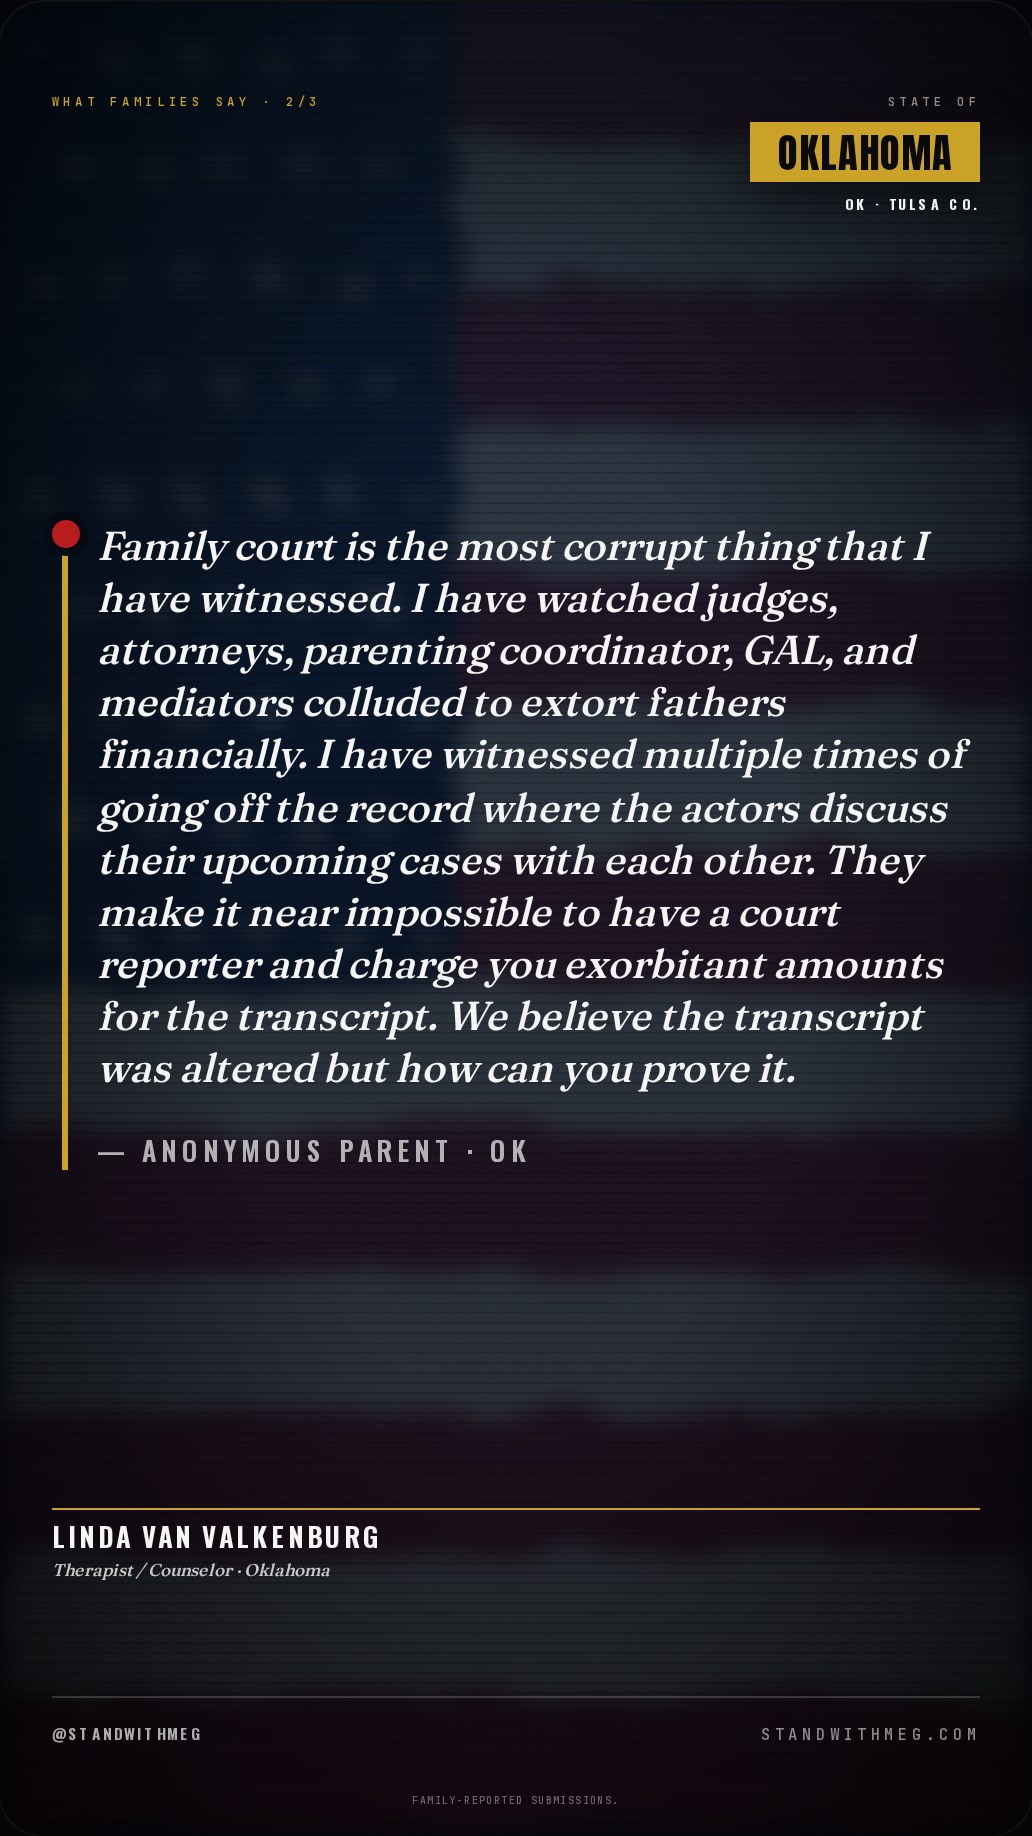 WHAT FAMILIES SAY · 2/3
STATE OF
OKLAHOMA
OK · TULSA CO.
Family court is the most corrupt thing that I
have witnessed. I have watched judges,
attorneys, parenting coordinator, GAL, and
mediators colluded to extort fathers
financially. I have witnessed multiple times of
going off the record where the actors discuss
their upcoming cases with each other. They
make it near impossible to have a court
reporter and charge you exorbitant amounts
for the transcript. We believe the transcript
was altered but how can you prove it.
— ANONYMOUS PARENT · OK
LINDA VAN VALKENBURG
Therapist / Counselor · Oklahoma
@STANDWITHMEG
STANDWITHMEG.COM
FAMILY-REPORTED SUBMISSIONS.